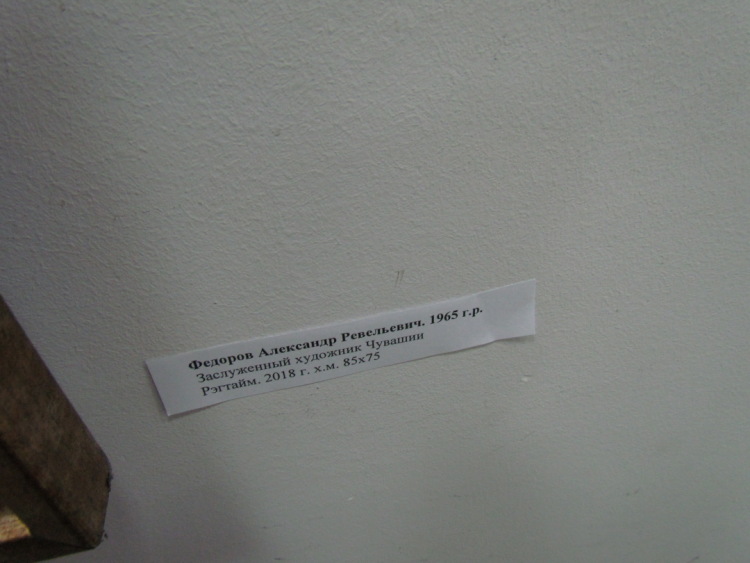 Федоров Александр Ревельевич. 1965 г.р.
Заслуженный художник Чувашии
Рэгтайм. 2018 г. х.м. 85х75